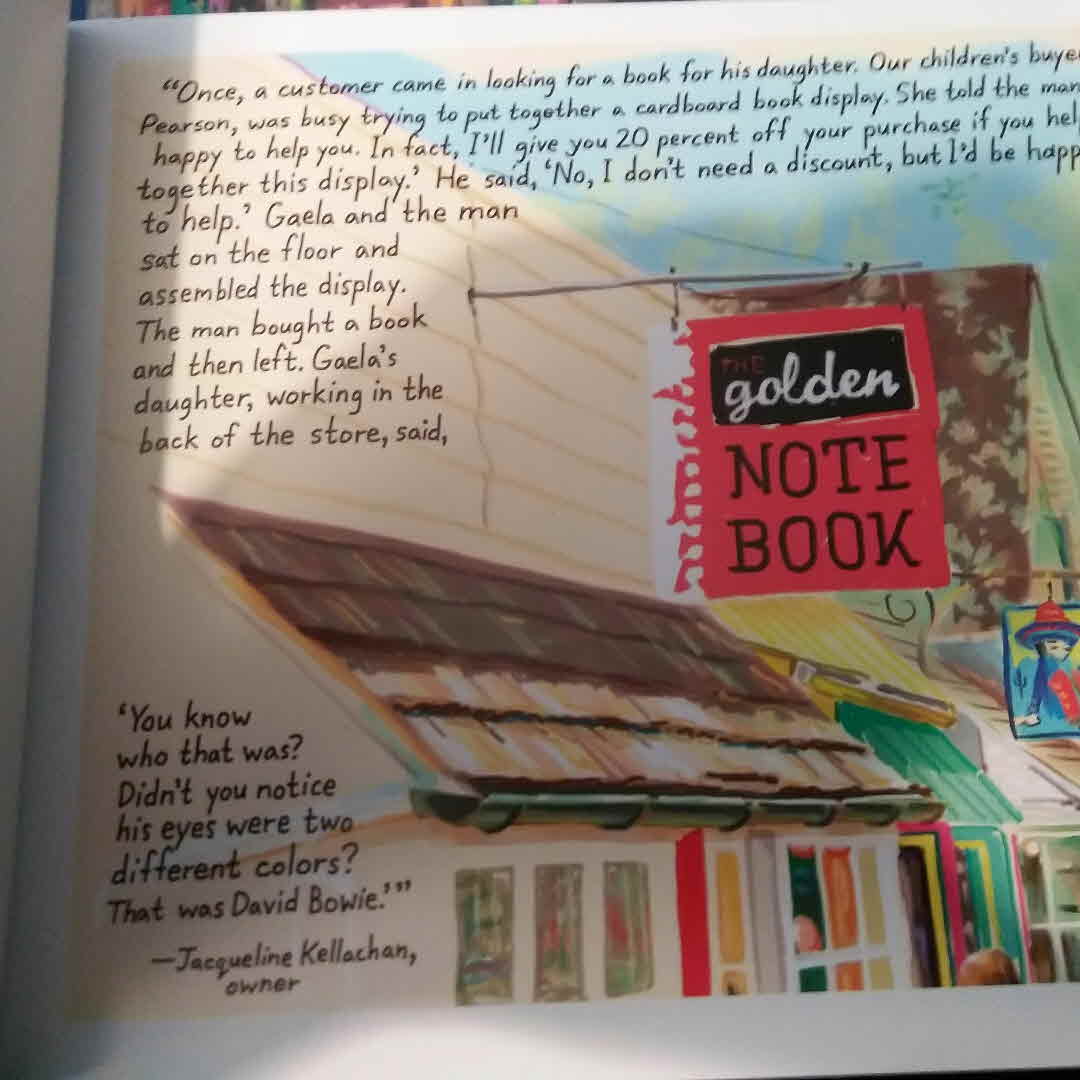 “Once, a customer came in looking for a book for his daughter. Our children's buye
Pearson, was busy trying to put together a cardboard book display. She told the man
happy to help you. In fact, I'll give you 20 percent off your purchase if you hel
together this display.’ He said, ‘No, I don't need a discount, but I'd be happ
to help.’ Gaela and the man
sat on the floor and
assembled the display.
The man bought a book
and then left. Gaela's
daughter, working in the
back of the store, said,
THE
golden
NOTE
BOOK
‘You know
who that was?
Didn't you notice
his eyes were two
different colors?
That was David Bowie.’”
—Jacqueline Kellachan,
owner